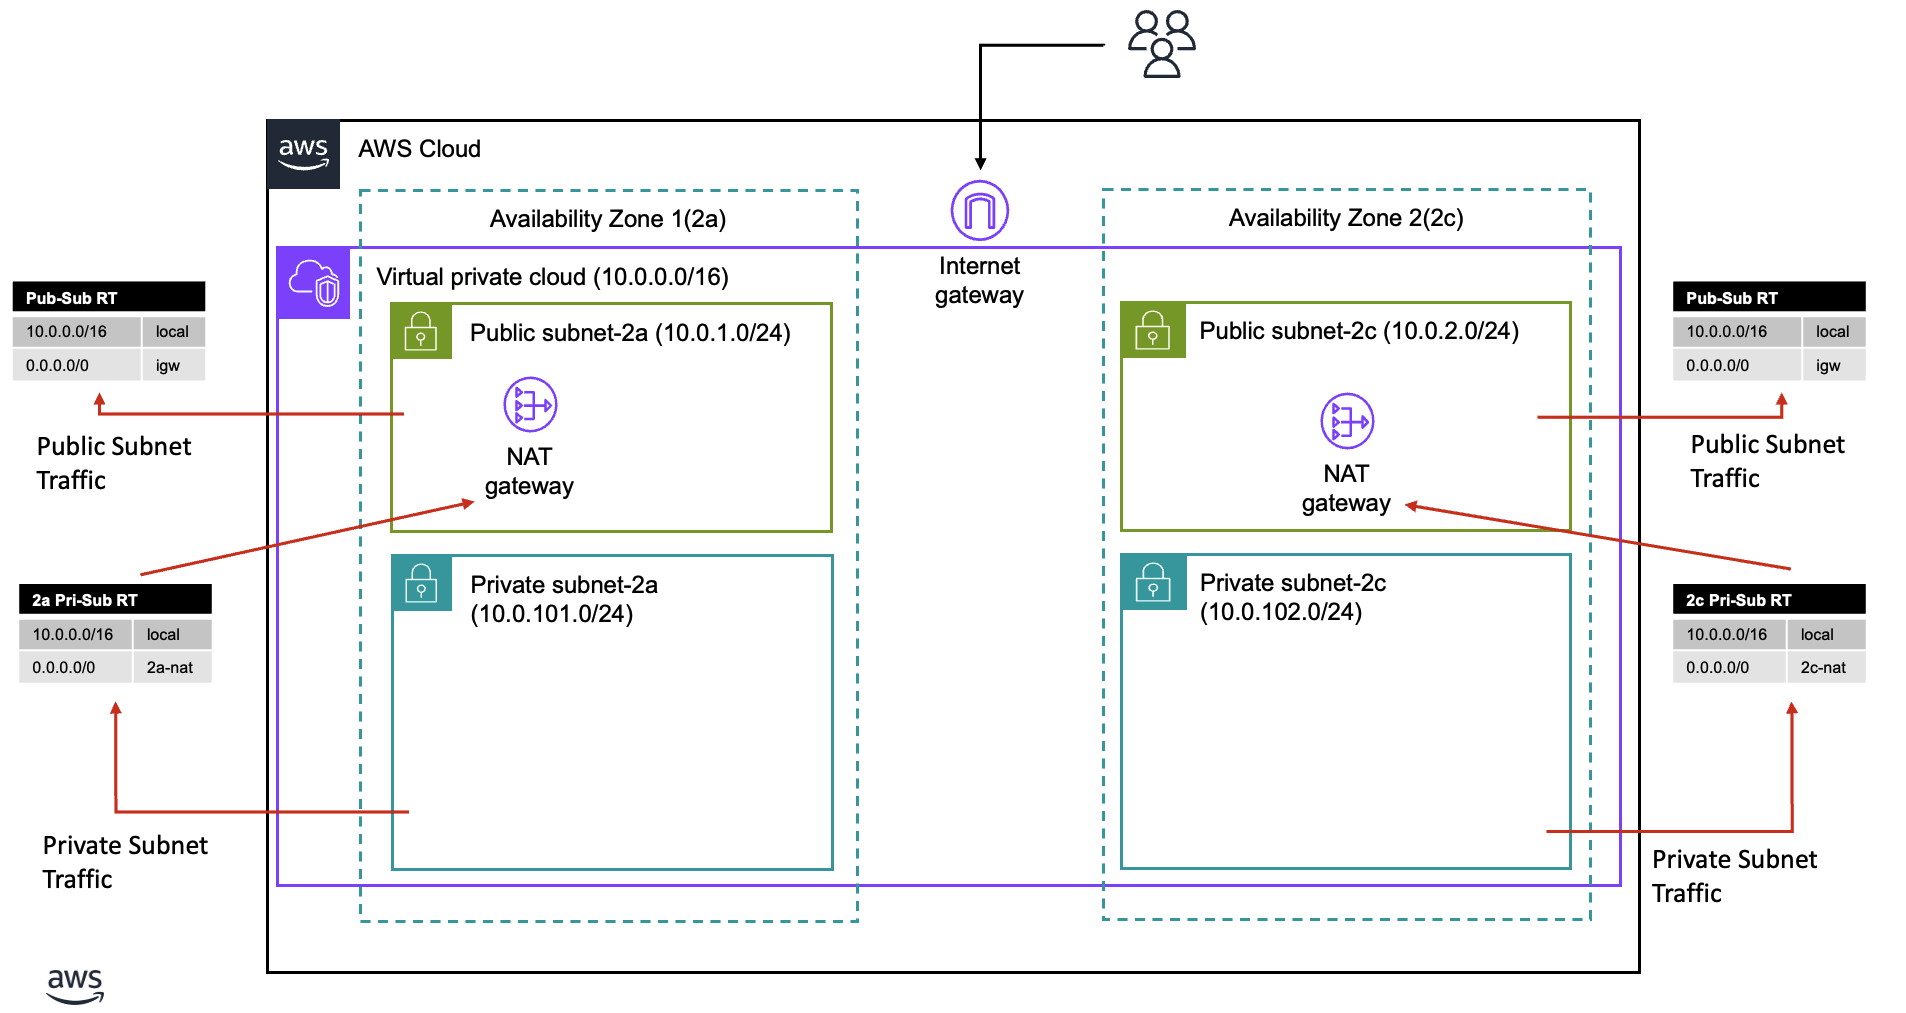 aws
AWS Cloud
Availability Zone 1(2a)
Availability Zone 2(2c)
Internet
gateway
Virtual private cloud (10.0.0.0/16)
Pub-Sub RT
10.0.0.0/16 local
0.0.0.0/0 igw
Public Subnet
Traffic
Public subnet-2a (10.0.1.0/24)
NAT
gateway
Public subnet-2c (10.0.2.0/24)
NAT
gateway
Pub-Sub RT
10.0.0.0/16 local
0.0.0.0/0 igw
Public Subnet
Traffic
2a Pri-Sub RT
10.0.0.0/16 local
0.0.0.0/0 2a-nat
Private Subnet
Traffic
Private subnet-2a
(10.0.101.0/24)
Private subnet-2c
(10.0.102.0/24)
2c Pri-Sub RT
10.0.0.0/16 local
0.0.0.0/0 2c-nat
Private Subnet
Traffic
aws